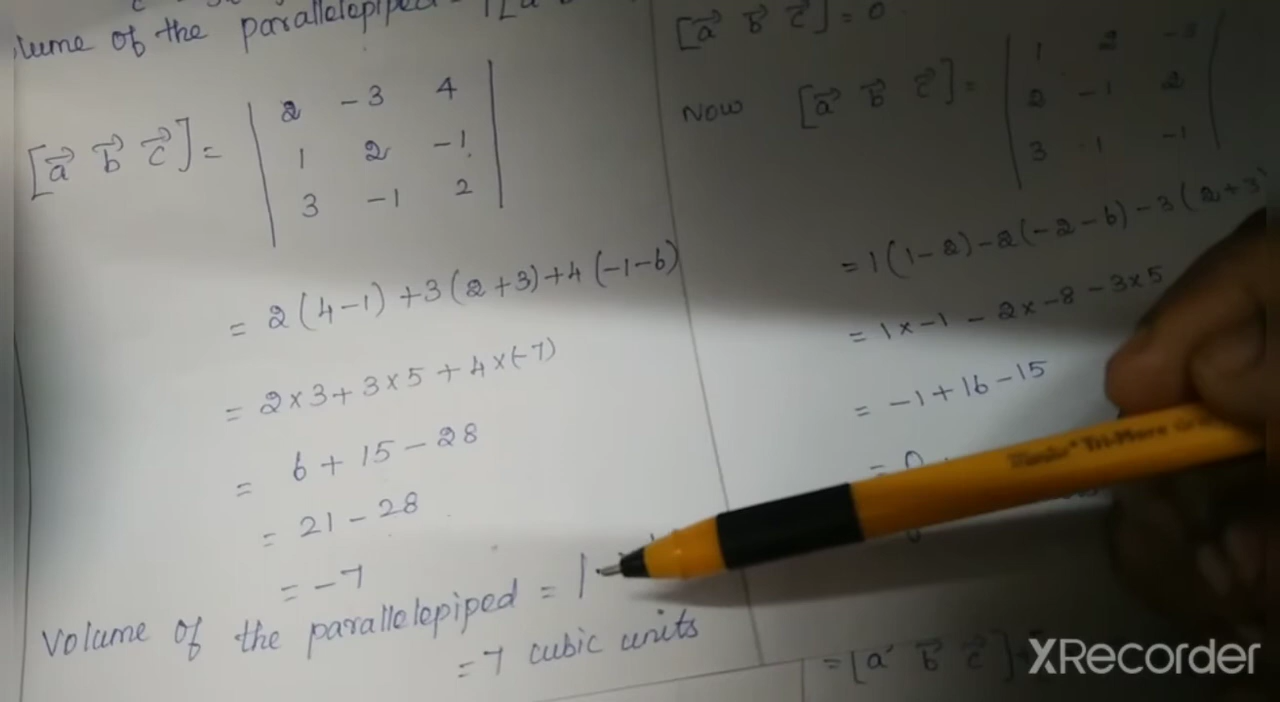 lume of the parallelepiped = |[a
[a⃗ b⃗ c⃗] = | 2 -3 4 |
| 1 2 -1 |
| 3 -1 2 |
= 2(4-1)+3(2+3)+4(-1-6)
= 2×3+3×5+4×(-7)
= 6+15-28
= 21-28
= -7
Volume of the parallelepiped = |
= 7 cubic units
[a⃗ b⃗ c⃗] = 0
Now [a⃗ b⃗ c⃗] = | 1 2 -3 |
| 2 -1 2 |
| 3 1 -1 |
= 1(1-2)-2(-2-6)-3(2+3)
= 1×-1-2×-8-3×5
= -1+16-15
= 0
= [a⃗ b⃗ c⃗]
XRecorder